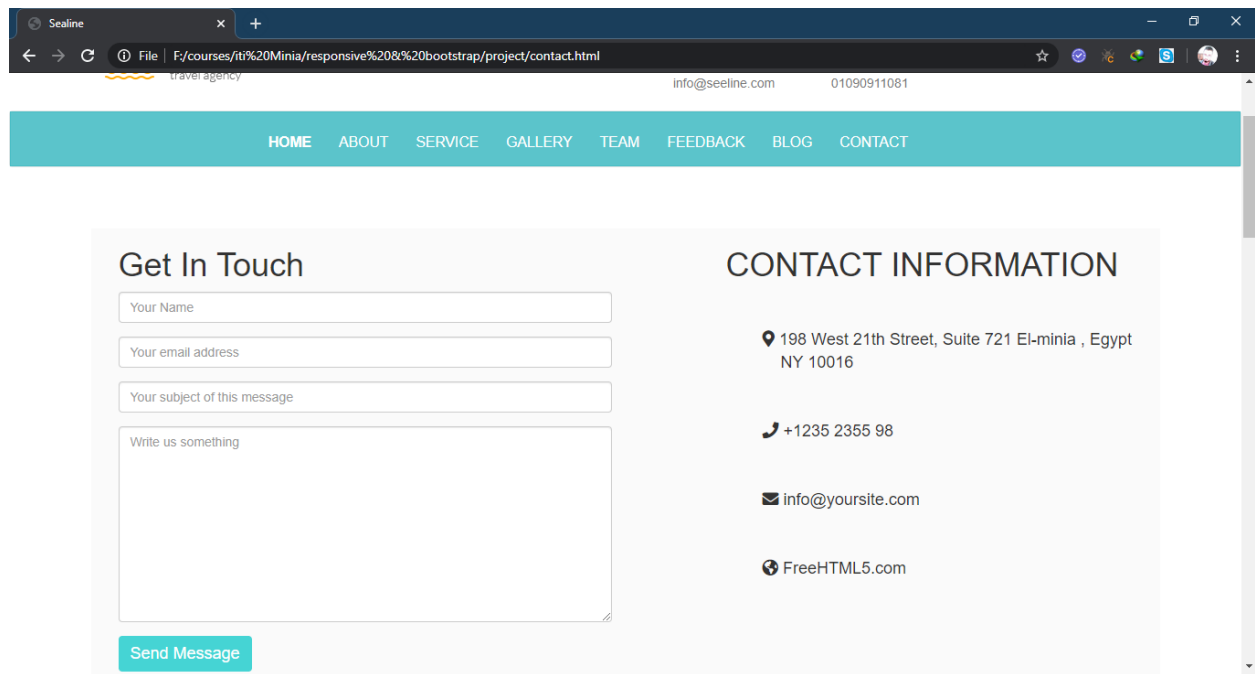 Sealine
File F:/courses/iti%20Minia/responsive%20&%20bootstrap/project/contact.html
travel agency
info@seeline.com 01090911081
HOME ABOUT SERVICE GALLERY TEAM FEEDBACK BLOG CONTACT
Get In Touch
Your Name
Your email address
Your subject of this message
Write us something
Send Message
CONTACT INFORMATION
198 West 21th Street, Suite 721 El-minia , Egypt
NY 10016
+1235 2355 98
info@yoursite.com
FreeHTML5.com